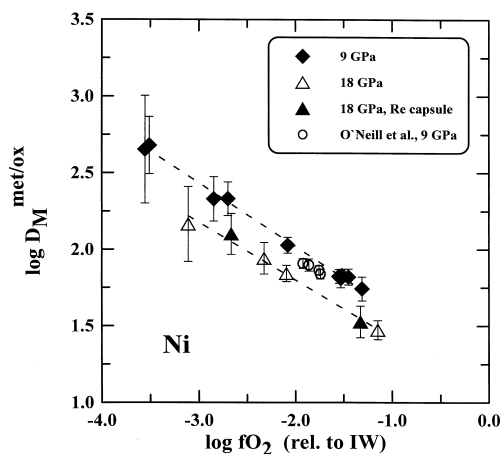 3.5
3.0
2.5
2.0
1.5
1.0
log D_M^met/ox
9 GPa
18 GPa
18 GPa, Re capsule
O`Neill et al., 9 GPa
Ni
-4.0 -3.0 -2.0 -1.0 0.0
log fO₂ (rel. to IW)